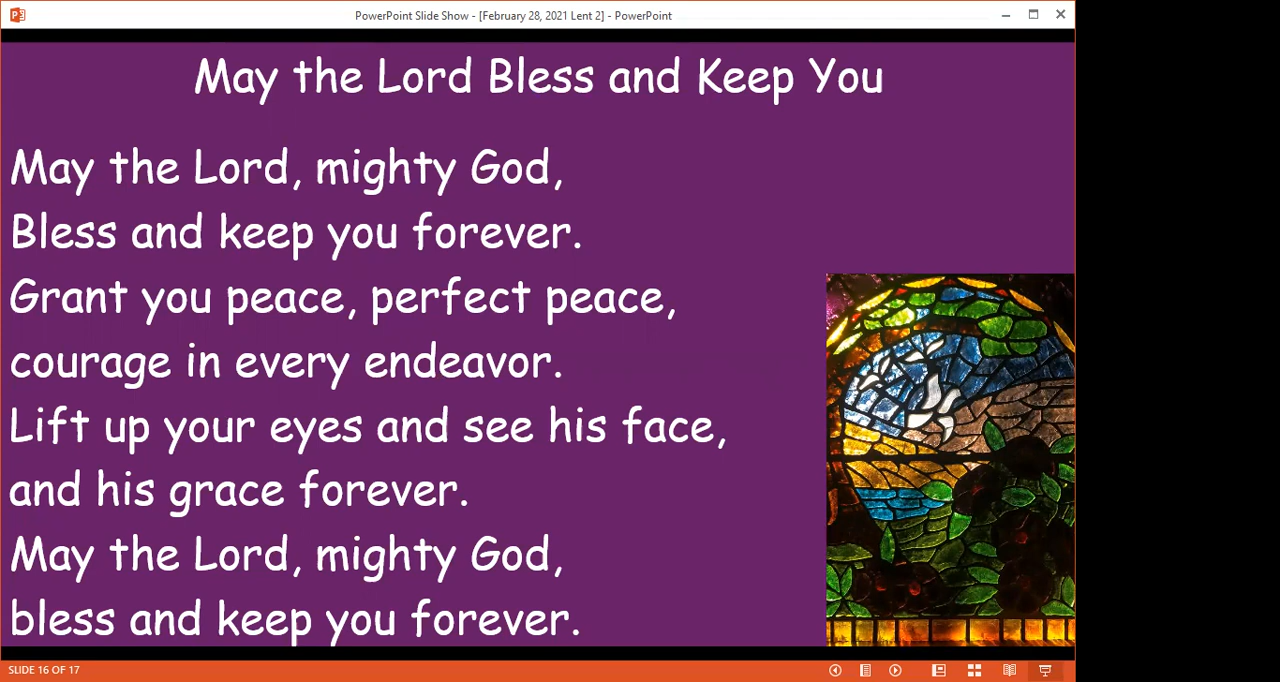 PowerPoint Slide Show - [February 28, 2021 Lent 2] - PowerPoint
May the Lord Bless and Keep You
May the Lord, mighty God,
Bless and keep you forever.
Grant you peace, perfect peace,
courage in every endeavor.
Lift up your eyes and see his face,
and his grace forever.
May the Lord, mighty God,
bless and keep you forever.
SLIDE 16 OF 17